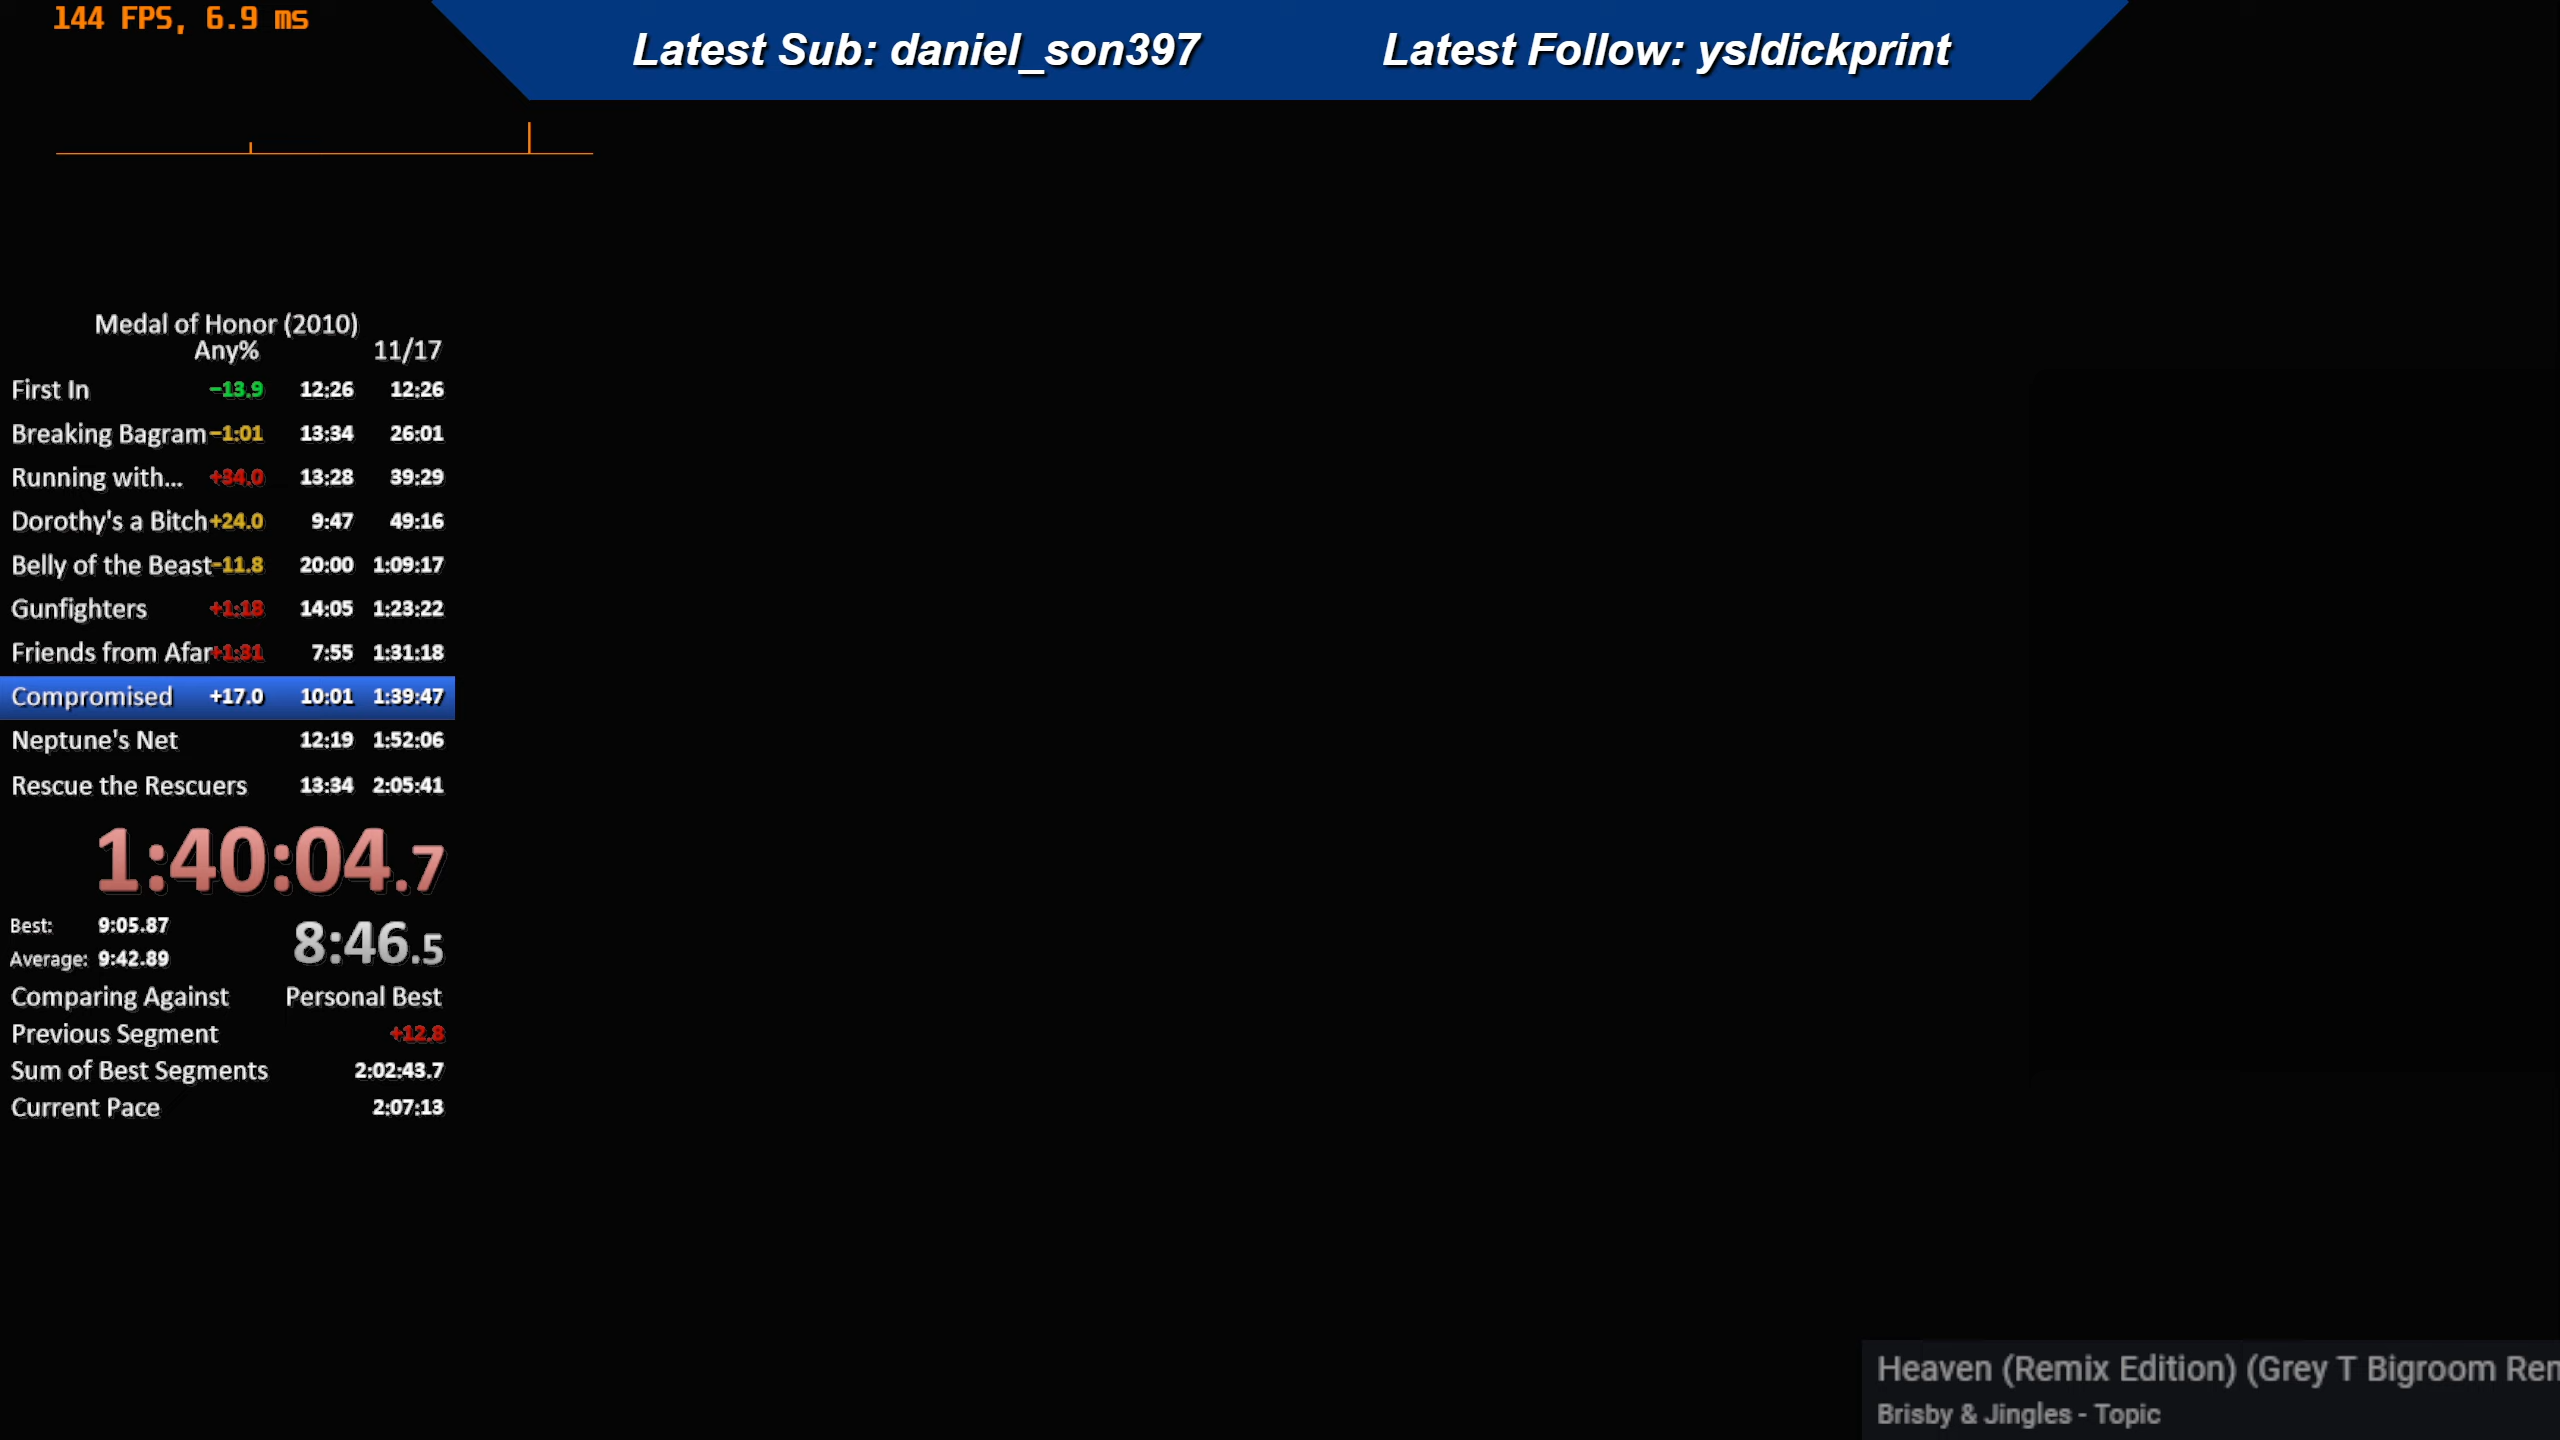 144 FPS, 6.9 ms
Latest Sub: daniel_son397 Latest Follow: ysldickprint
Medal of Honor (2010)
Any% 11/17
First In −13.9 12:26 12:26
Breaking Bagram −1:01 13:34 26:01
Running with... +34.0 13:28 39:29
Dorothy's a Bitch +24.0 9:47 49:16
Belly of the Beast −11.8 20:00 1:09:17
Gunfighters +1:18 14:05 1:23:22
Friends from Afar +1:31 7:55 1:31:18
Compromised +17.0 10:01 1:39:47
Neptune's Net 12:19 1:52:06
Rescue the Rescuers 13:34 2:05:41
1:40:04.7
Best: 9:05.87
8:46.5
Average: 9:42.89
Comparing Against Personal Best
Previous Segment +12.8
Sum of Best Segments 2:02:43.7
Current Pace 2:07:13
Heaven (Remix Edition) (Grey T Bigroom
Brisby & Jingles - Topic